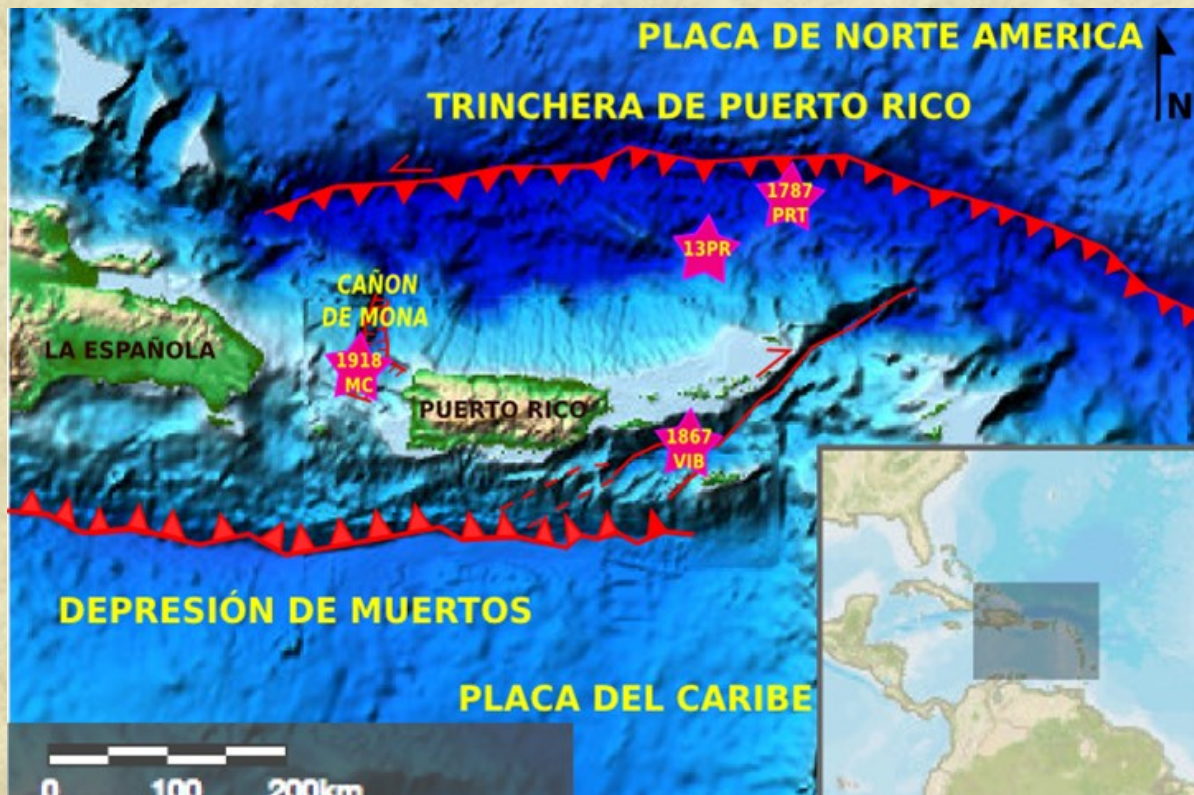 PLACA DE NORTE AMERICA
TRINCHERA DE PUERTO RICO
N
1787
PRT
13PR
CAÑON
DE MONA
LA ESPAÑOLA
1918
MC
PUERTO RICO
1867
VIB
DEPRESIÓN DE MUERTOS
PLACA DEL CARIBE
0 100 200km